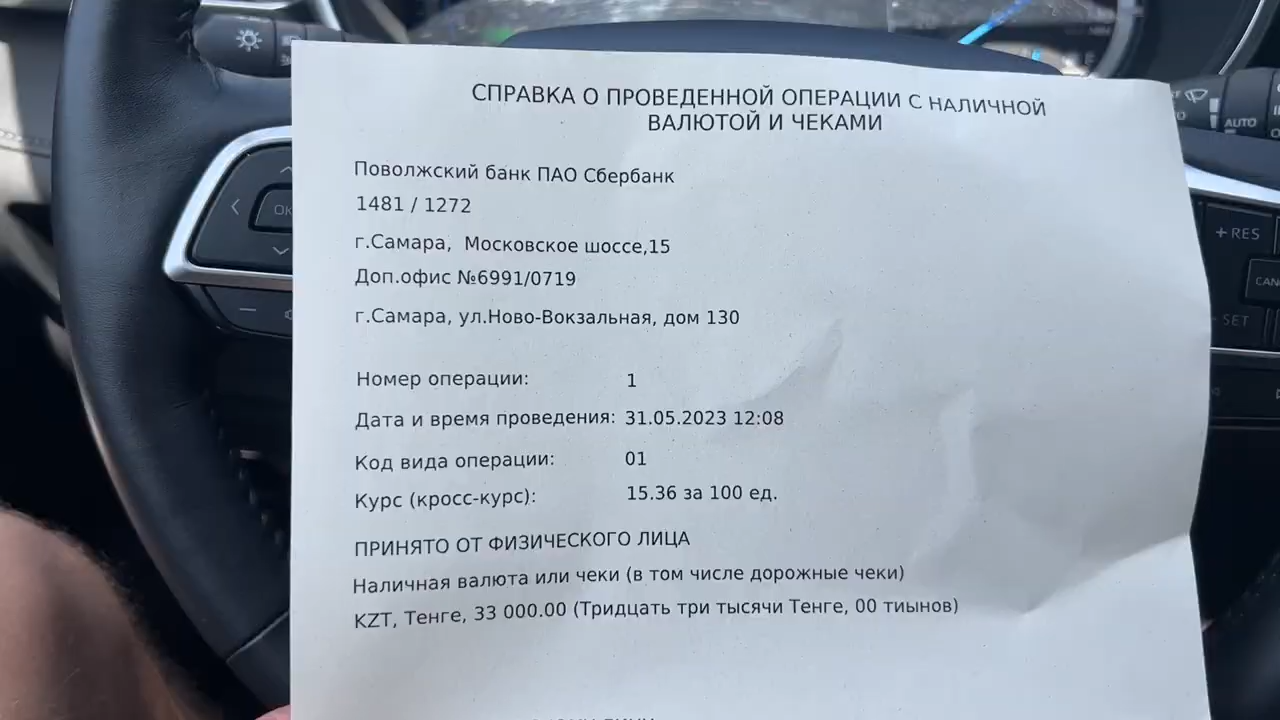 СПРАВКА О ПРОВЕДЕННОЙ ОПЕРАЦИИ С НАЛИЧНОЙ
ВАЛЮТОЙ И ЧЕКАМИ
Поволжский банк ПАО Сбербанк
1481 / 1272
г.Самара, Московское шоссе,15
Доп.офис №6991/0719
г.Самара, ул.Ново-Вокзальная, дом 130
Номер операции: 1
Дата и время проведения: 31.05.2023 12:08
Код вида операции: 01
Курс (кросс-курс): 15.36 за 100 ед.
ПРИНЯТО ОТ ФИЗИЧЕСКОГО ЛИЦА
Наличная валюта или чеки (в том числе дорожные чеки)
KZT, Тенге, 33 000.00 (Тридцать три тысячи Тенге, 00 тиынов)
AUTO
+ RES
- SET